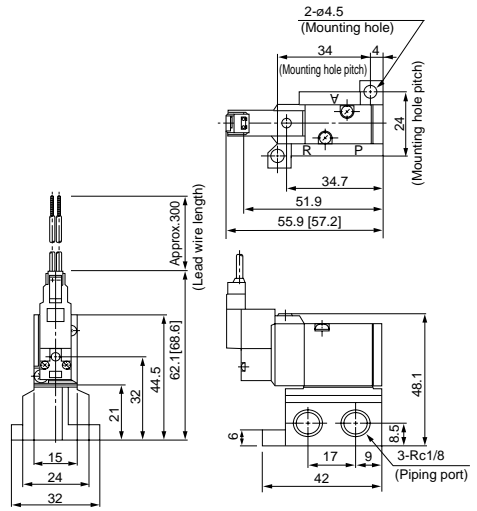 2-ø4.5
(Mounting hole)
34
4
(Mounting hole pitch)
A
R
P
24
(Mounting hole pitch)
34.7
51.9
55.9 [57.2]
Approx.300
(Lead wire length)
62.1[68.6]
44.5
32
21
15
24
32
48.1
6
8.5
17
9
42
3-Rc1/8
(Piping port)